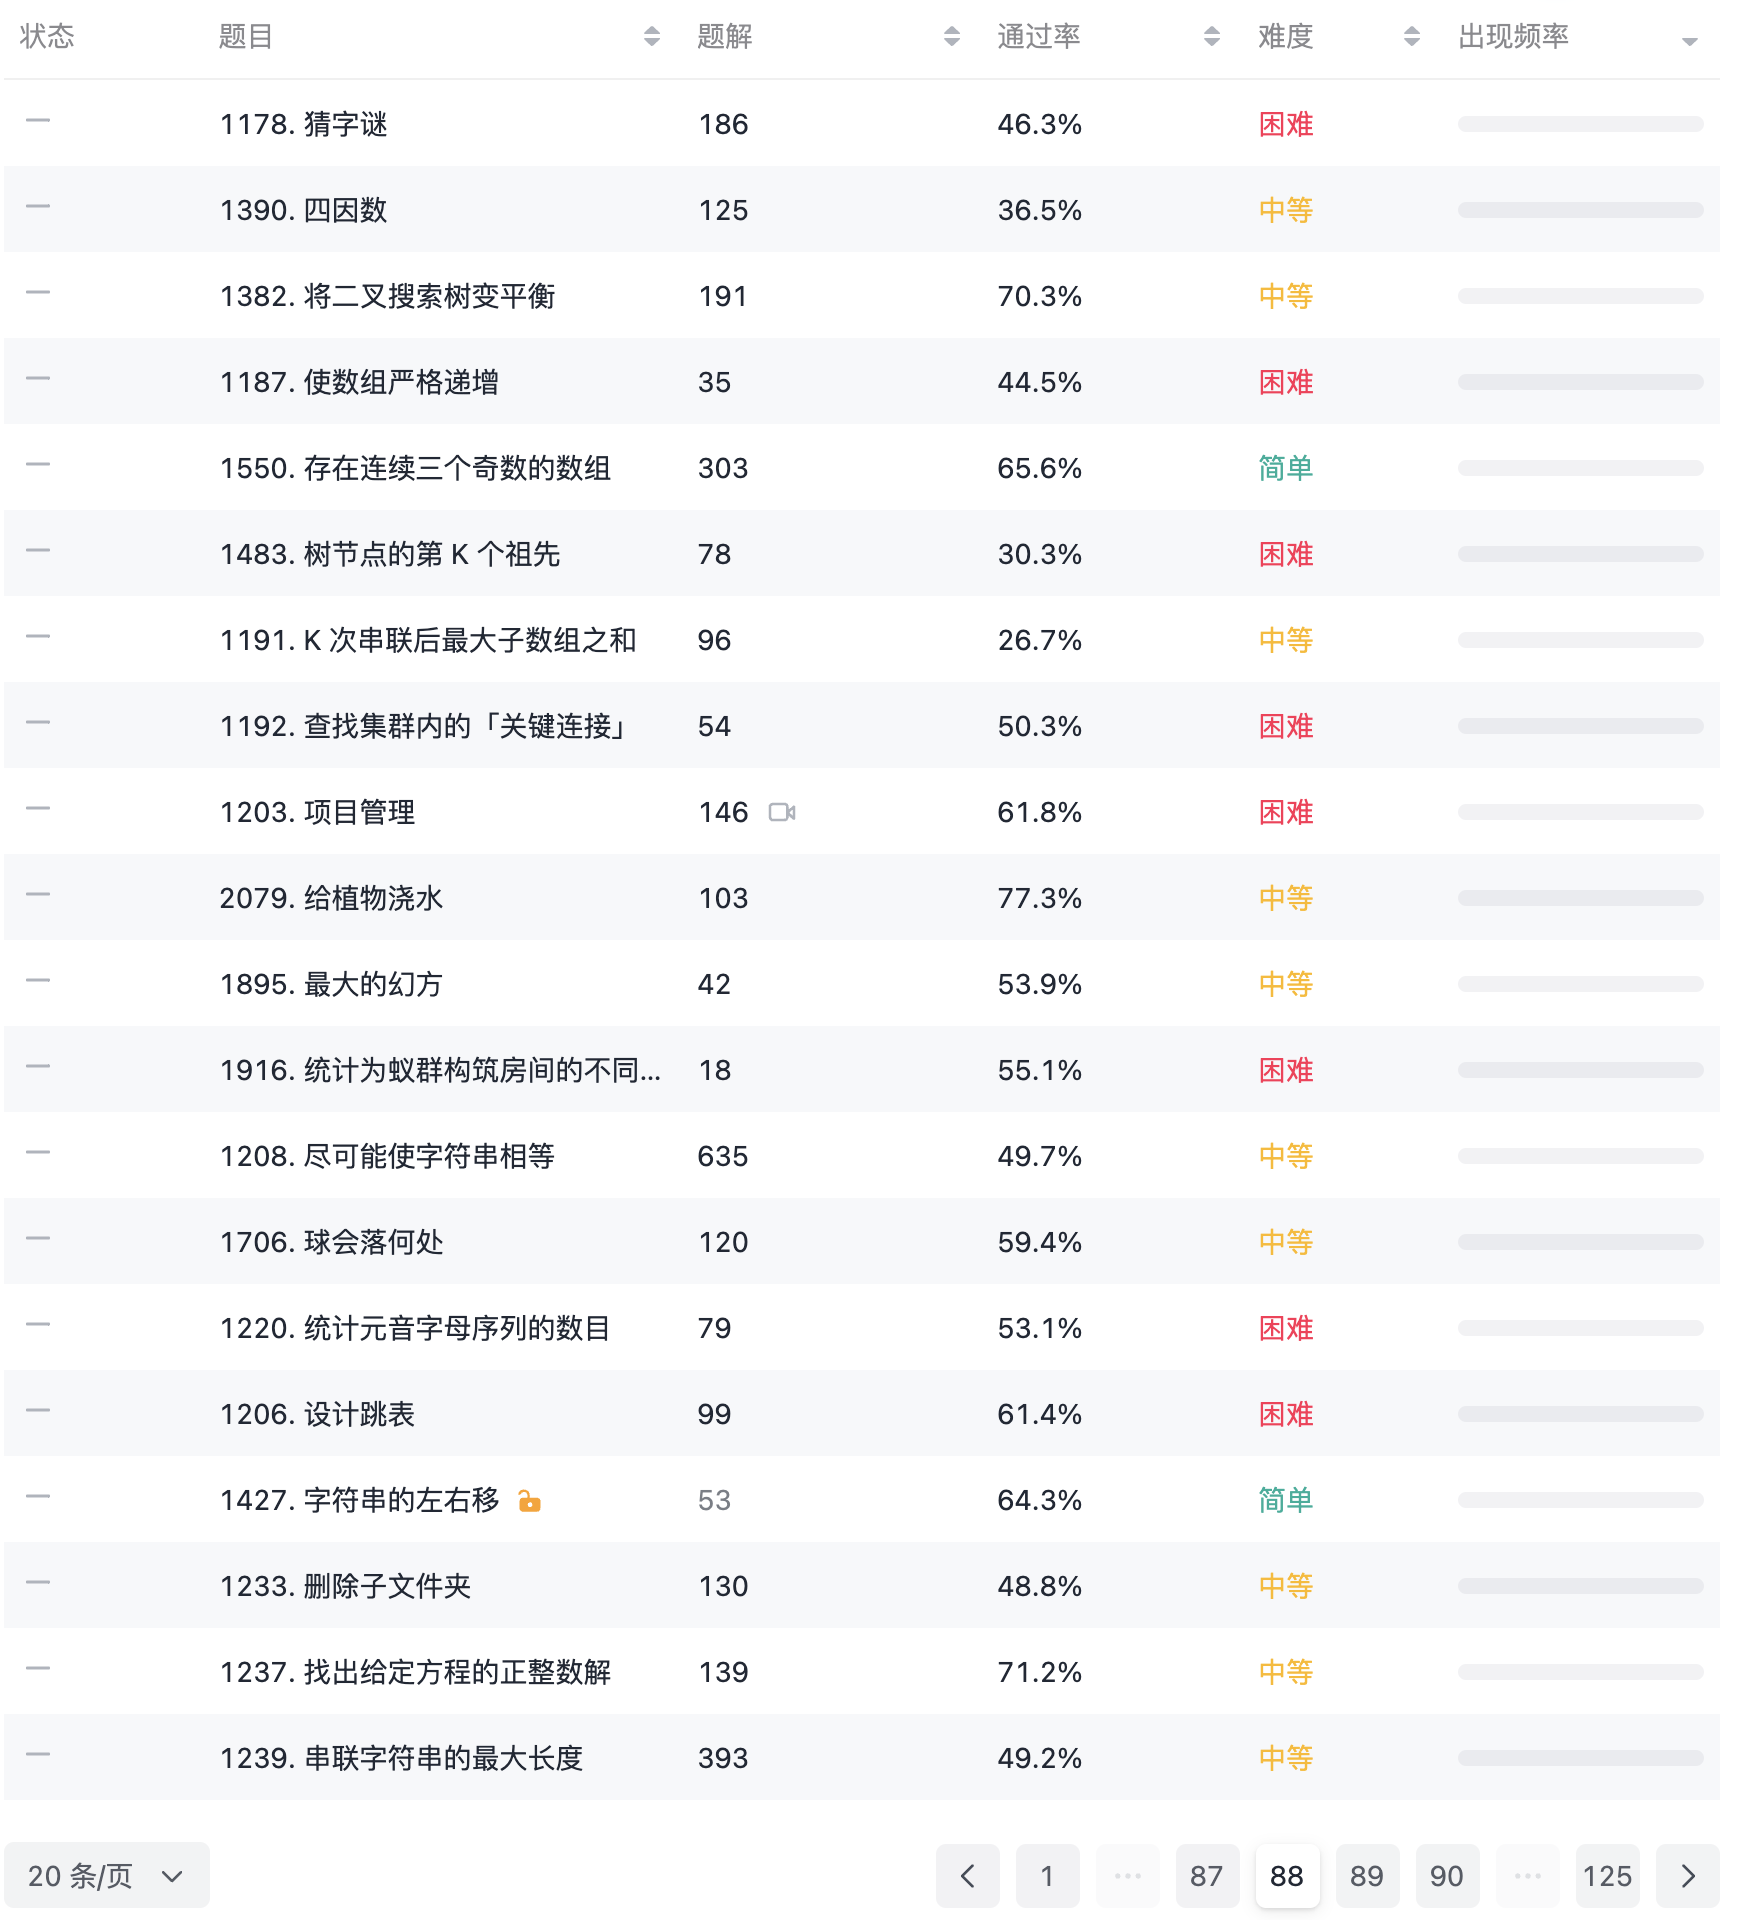 状态 题目 题解 通过率 难度 出现频率
1178. 猜字谜 186 46.3% 困难
1390. 四因数 125 36.5% 中等
1382. 将二叉搜索树变平衡 191 70.3% 中等
1187. 使数组严格递增 35 44.5% 困难
1550. 存在连续三个奇数的数组 303 65.6% 简单
1483. 树节点的第 K 个祖先 78 30.3% 困难
1191. K 次串联后最大子数组之和 96 26.7% 中等
1192. 查找集群内的「关键连接」 54 50.3% 困难
1203. 项目管理 146 61.8% 困难
2079. 给植物浇水 103 77.3% 中等
1895. 最大的幻方 42 53.9% 中等
1916. 统计为蚁群构筑房间的不同... 18 55.1% 困难
1208. 尽可能使字符串相等 635 49.7% 中等
1706. 球会落何处 120 59.4% 中等
1220. 统计元音字母序列的数目 79 53.1% 困难
1206. 设计跳表 99 61.4% 困难
1427. 字符串的左右移 53 64.3% 简单
1233. 删除子文件夹 130 48.8% 中等
1237. 找出给定方程的正整数解 139 71.2% 中等
1239. 串联字符串的最大长度 393 49.2% 中等
20 条/页 1 ... 87 88 89 90 ... 125